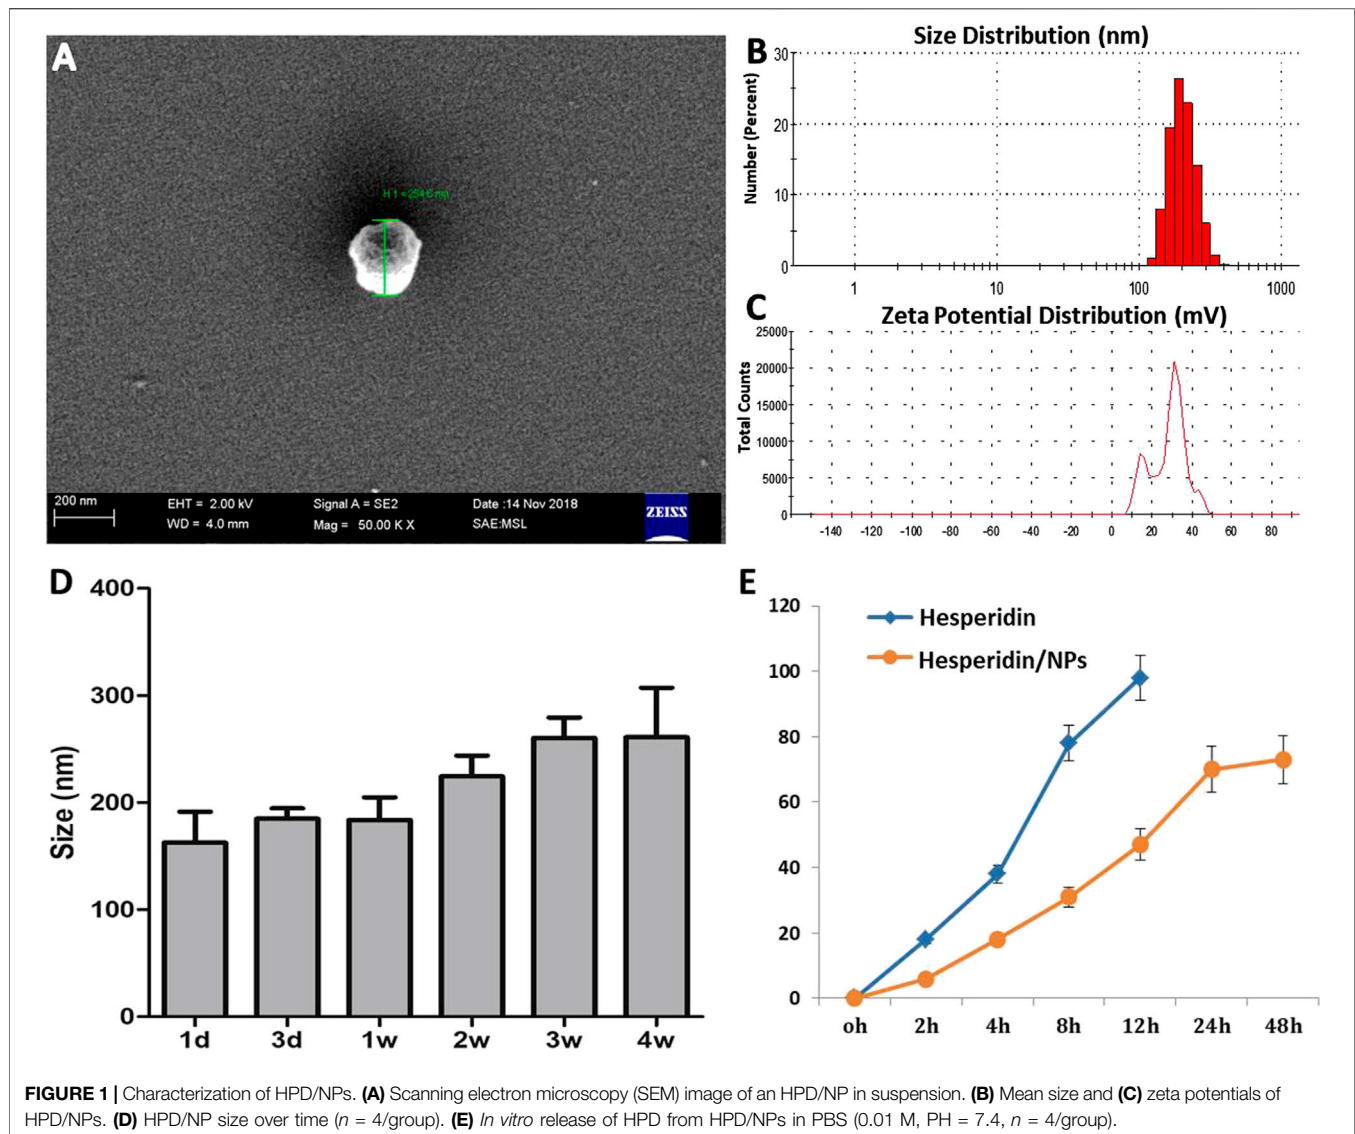 A
H 1 = 254.6 nm
200 nm
EHT = 2.00 kV
Signal A = SE2
Date :14 Nov 2018
ZEISS
WD = 4.0 mm
Mag = 50.00 K X
SAE:MSL
B
Size Distribution (nm)
Number (Percent)
30
20
10
0
1 10 100 1000
C
Zeta Potential Distribution (mV)
Total Counts
25000
20000
15000
10000
5000
0
-140 -120 -100 -80 -60 -40 -20 0 20 40 60 80
D
Size (nm)
400
300
200
100
0
1d 3d 1w 2w 3w 4w
E
Hesperidin
Hesperidin/NPs
120
100
80
60
40
20
0
oh 2h 4h 8h 12h 24h 48h
FIGURE 1 | Characterization of HPD/NPs. (A) Scanning electron microscopy (SEM) image of an HPD/NP in suspension. (B) Mean size and (C) zeta potentials of
HPD/NPs. (D) HPD/NP size over time (n = 4/group). (E) In vitro release of HPD from HPD/NPs in PBS (0.01 M, PH = 7.4, n = 4/group).